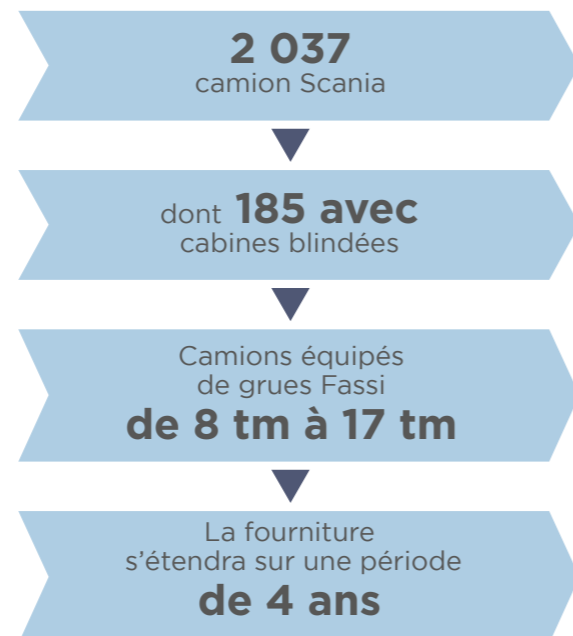 2 037
camion Scania
dont 185 avec
cabines blindées
Camions équipés
de grues Fassi
de 8 tm à 17 tm
La fourniture
s’étendra sur une période
de 4 ans